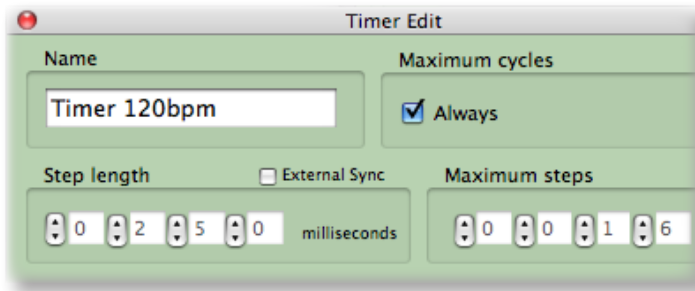 Timer Edit
Name
Maximum cycles
Timer 120bpm
Always
Step length
External Sync
Maximum steps
0 2 5 0 milliseconds
0 0 1 6